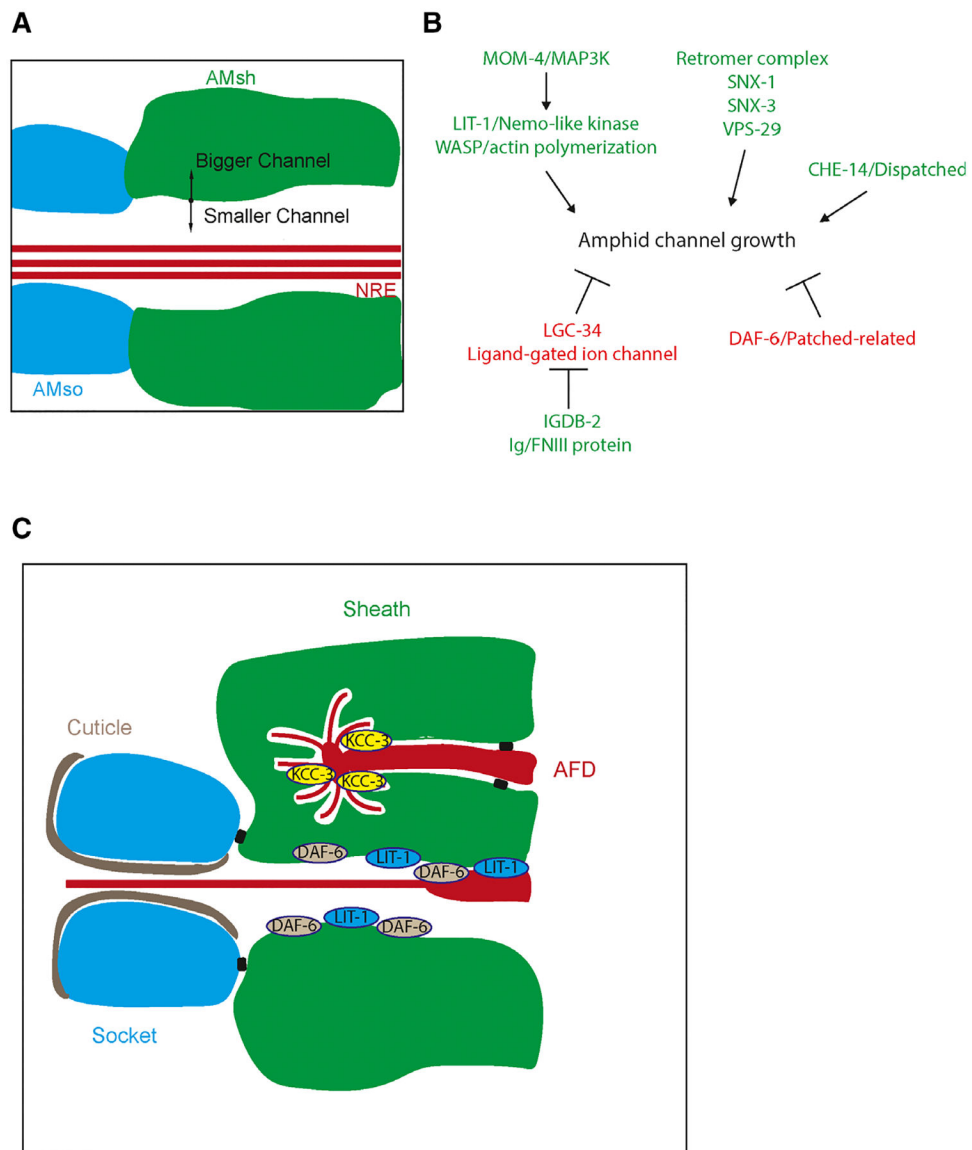 A
AMsh
Bigger Channel
Smaller Channel
NRE
AMso
B
MOM-4/MAP3K
LIT-1/Nemo-like kinase
WASP/actin polymerization
Retromer complex
SNX-1
SNX-3
VPS-29
CHE-14/Dispatched
Amphid channel growth
LGC-34
Ligand-gated ion channel
DAF-6/Patched-related
IGDB-2
Ig/FNIII protein
C
Sheath
Cuticle
KCC-3
KCC-3
KCC-3
AFD
DAF-6
LIT-1
DAF-6
LIT-1
DAF-6
LIT-1
DAF-6
Socket